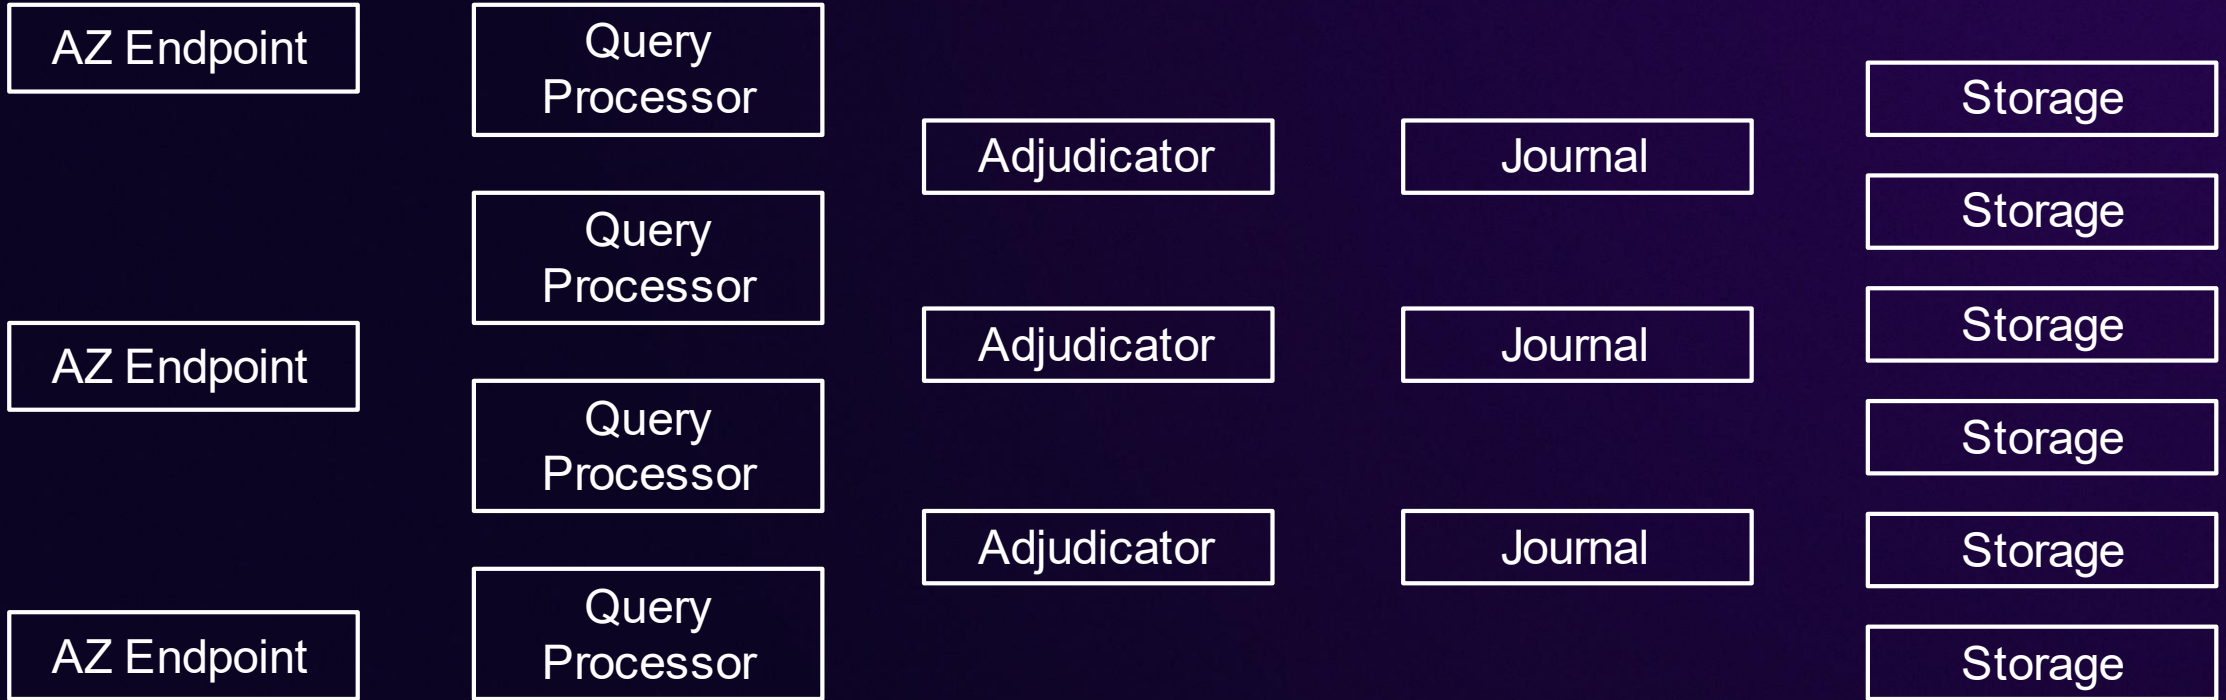 AZ Endpoint
AZ Endpoint
AZ Endpoint
Query
Processor
Query
Processor
Query
Processor
Query
Processor
Adjudicator
Adjudicator
Adjudicator
Journal
Journal
Journal
Storage
Storage
Storage
Storage
Storage
Storage